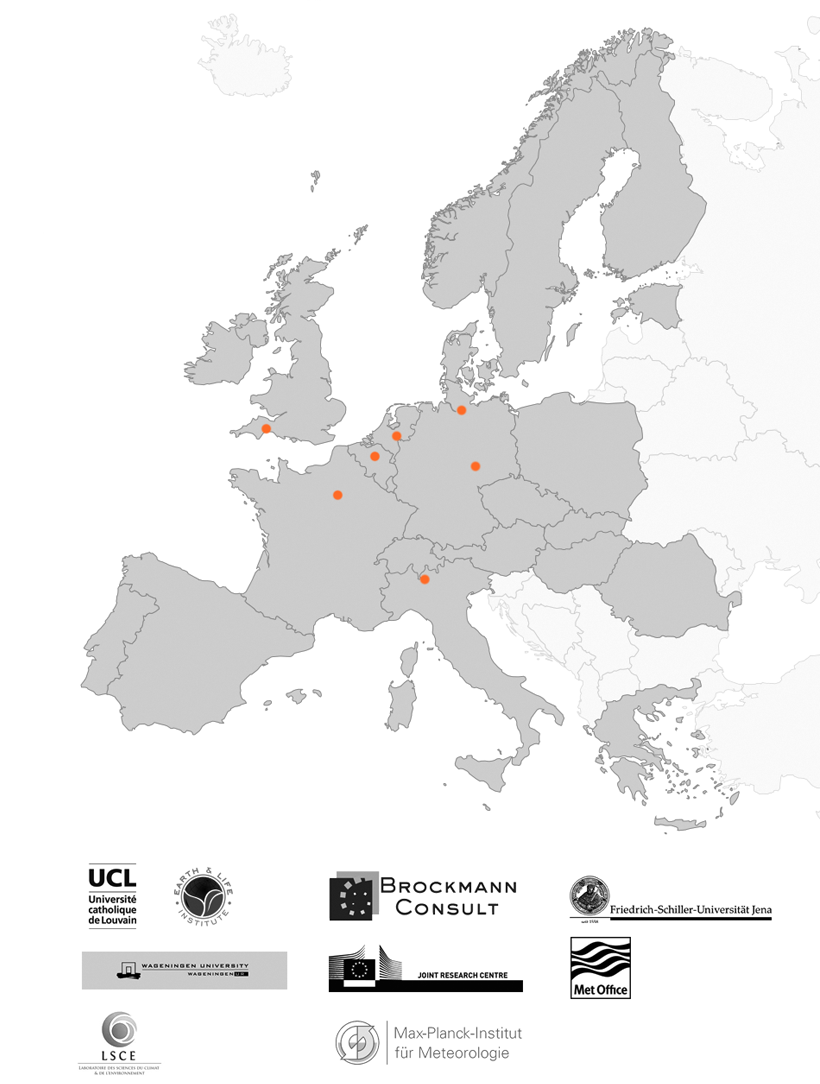 UCL
Université
catholique
de Louvain
EARTH & LIFE
INSTITUTE
BROCKMANN
CONSULT
Friedrich-Schiller-Universität Jena
seit 1558
WAGENINGEN UNIVERSITY
WAGENINGEN UR
JOINT RESEARCH CENTRE
Met Office
LSCE
LABORATOIRE DES SCIENCES DU CLIMAT
& DE L'ENVIRONNEMENT
Max-Planck-Institut
für Meteorologie